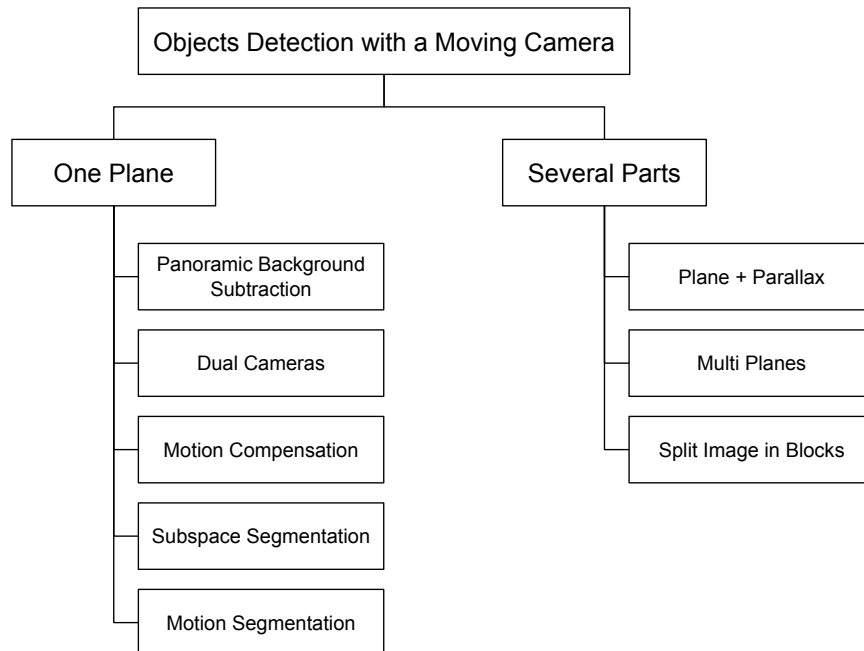 Objects Detection with a Moving Camera
One Plane
Several Parts
Panoramic Background
Subtraction
Dual Cameras
Motion Compensation
Subspace Segmentation
Motion Segmentation
Plane + Parallax
Multi Planes
Split Image in Blocks